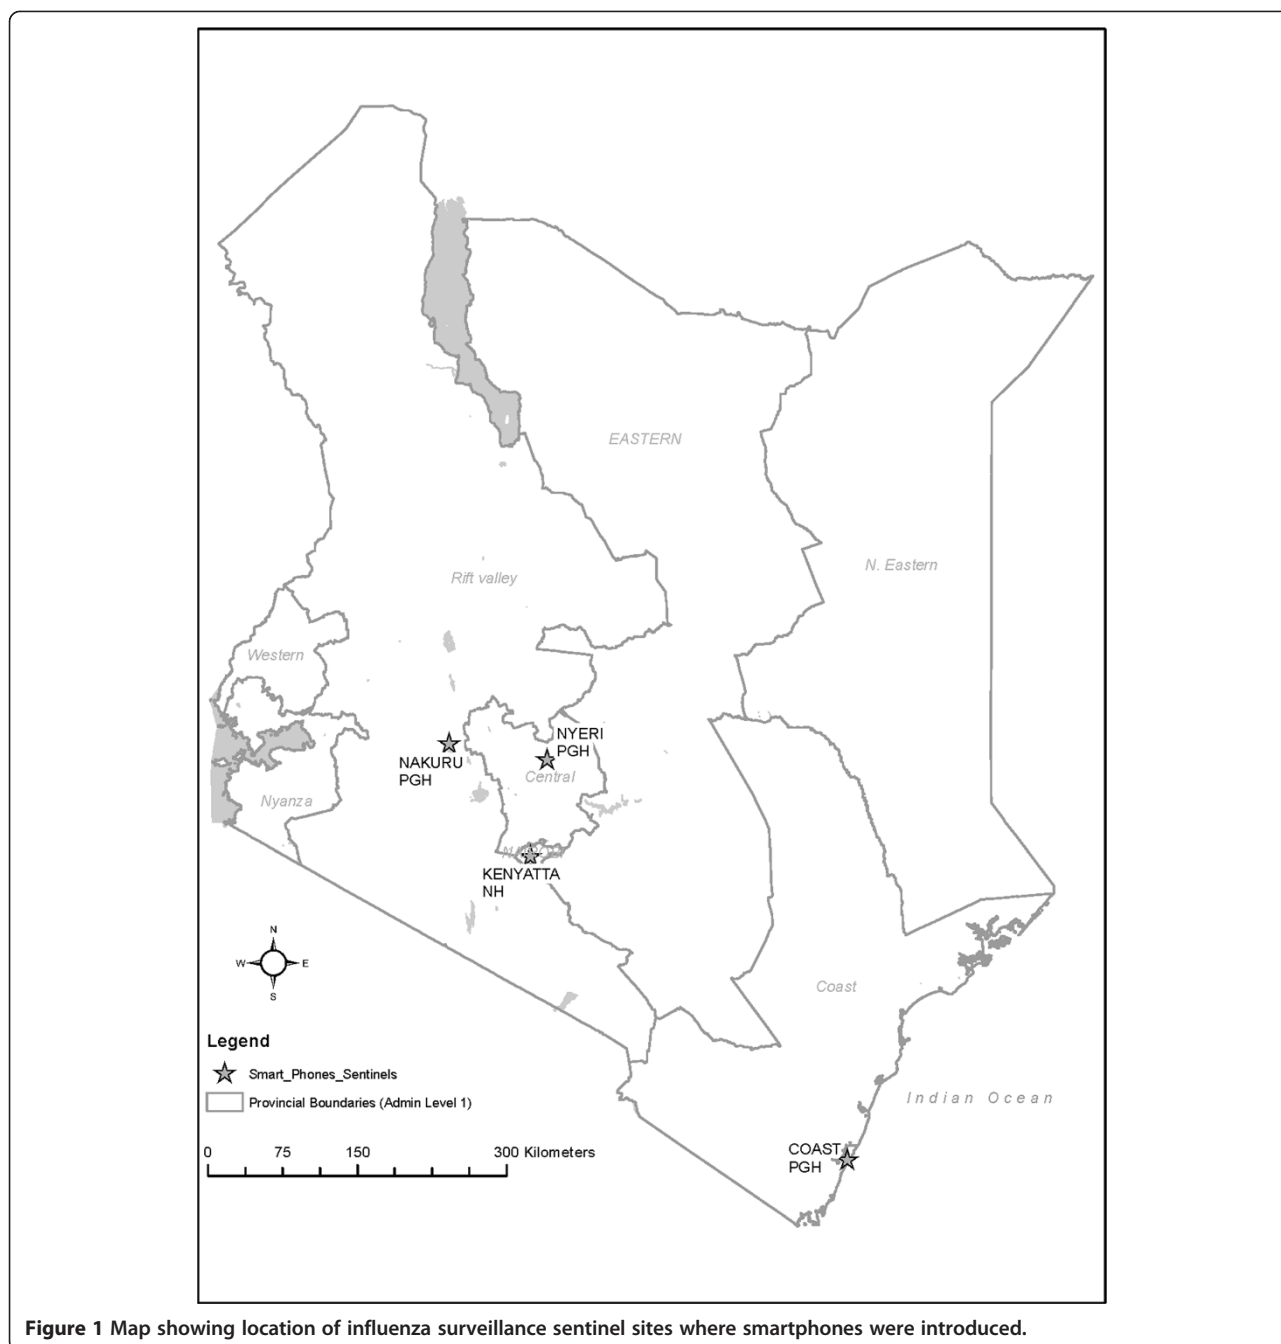 EASTERN
N. Eastern
Rift valley
Western
NYERI
PGH
NAKURU
PGH
Central
Nyanza
KENYATTA
NH
N
W
E
S
Coast
Legend
Smart_Phones_Sentinels
Provincial Boundaries (Admin Level 1)
Indian Ocean
0 75 150 300 Kilometers
COAST
PGH
Figure 1 Map showing location of influenza surveillance sentinel sites where smartphones were introduced.